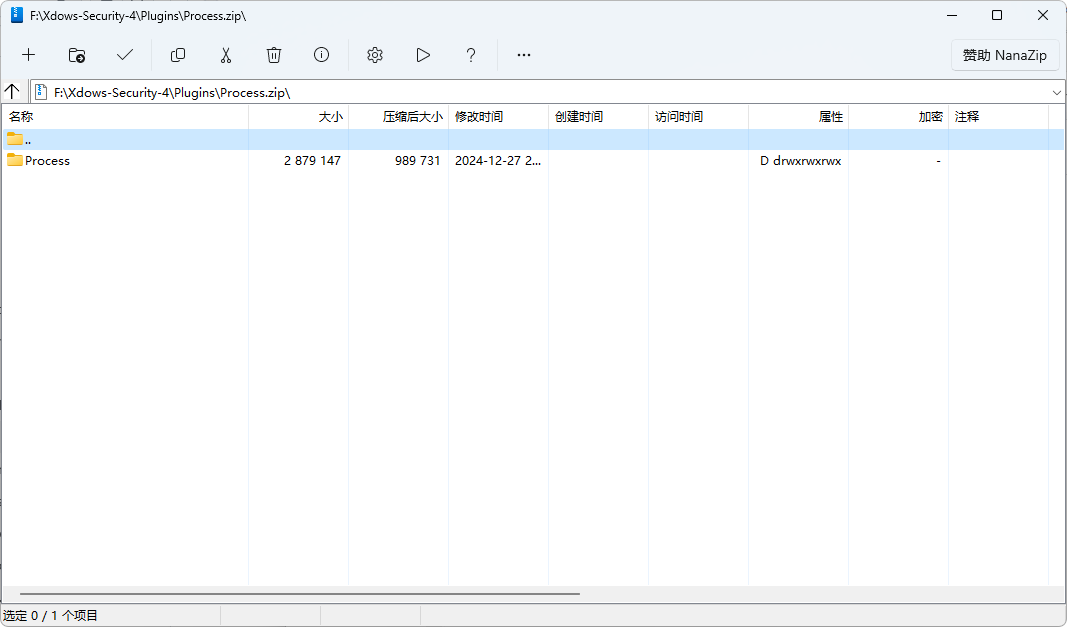 F:\Xdows-Security-4\Plugins\Process.zip\
赞助 NanaZip
F:\Xdows-Security-4\Plugins\Process.zip\
名称 大小 压缩后大小 修改时间 创建时间 访问时间 属性 加密 注释
..
Process 2 879 147 989 731 2024-12-27 2... D drwxrwxrwx -
选定 0 / 1 个项目